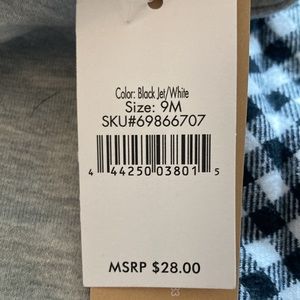 Color: Black Jet/White
Size: 9M
SKU#69866707
4 44250 03801 5
MSRP $28.00